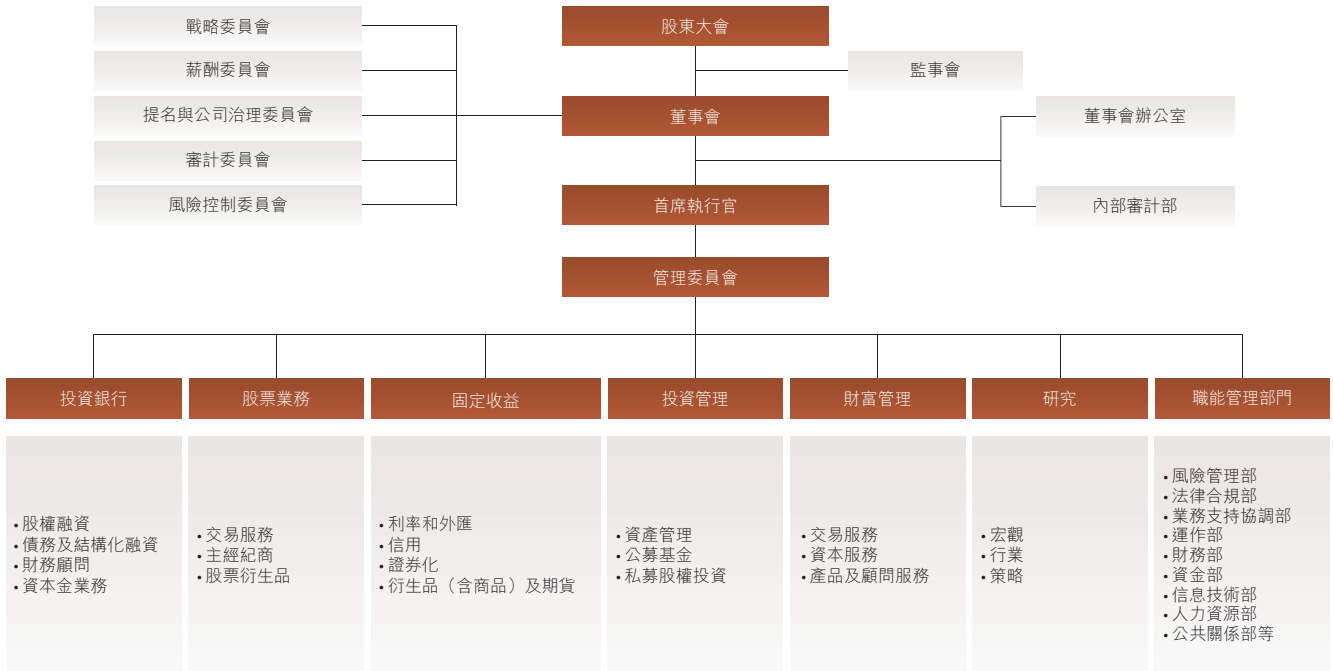 戰略委員會
薪酬委員會
提名與公司治理委員會
審計委員會
風險控制委員會
股東大會
監事會
董事會
董事會辦公室
內部審計部
首席執行官
管理委員會
投資銀行
• 股權融資
• 債務及結構化融資
• 財務顧問
• 資本金業務
股票業務
• 交易服務
• 主經紀商
• 股票衍生品
固定收益
• 利率和外匯
• 信用
• 證券化
• 衍生品（含商品）及期貨
投資管理
• 資產管理
• 公募基金
• 私募股權投資
財富管理
• 交易服務
• 資本服務
• 產品及顧問服務
研究
• 宏觀
• 行業
• 策略
職能管理部門
• 風險管理部
• 法律合規部
• 業務支持協調部
• 運作部
• 財務部
• 資金部
• 信息技術部
• 人力資源部
• 公共關係部等